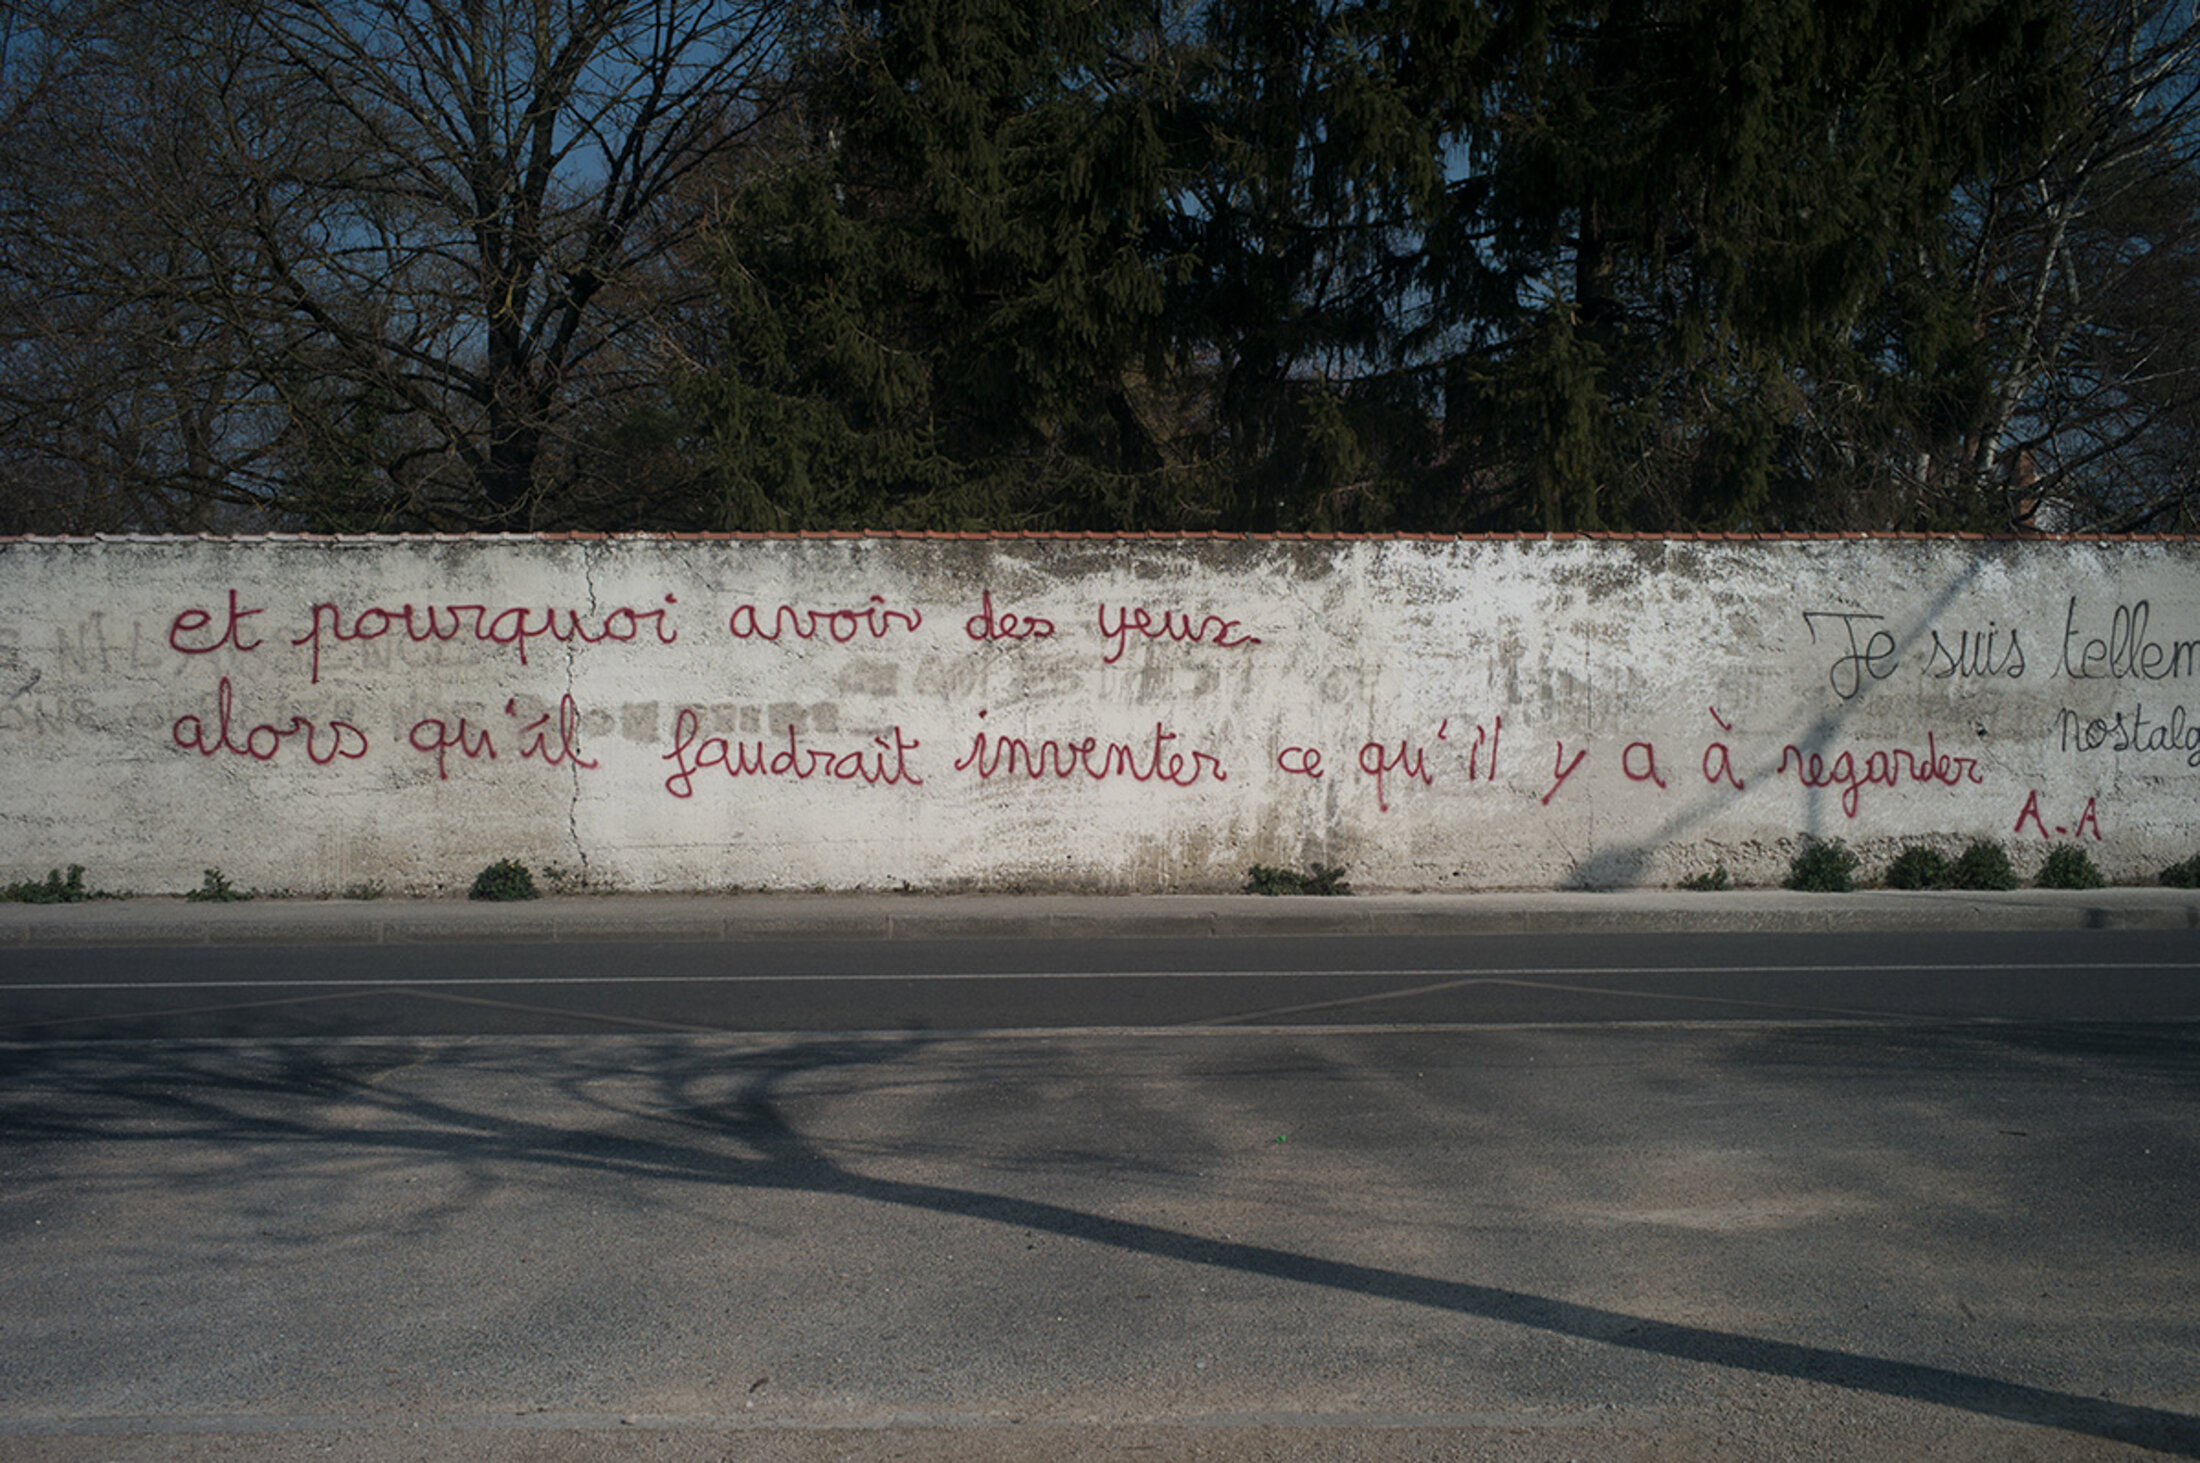 et pourquoi avoir des yeux.
alors qu'il faudrait inventer ce qu'il y a à regarder
A.A
Je suis tellem
nostalg